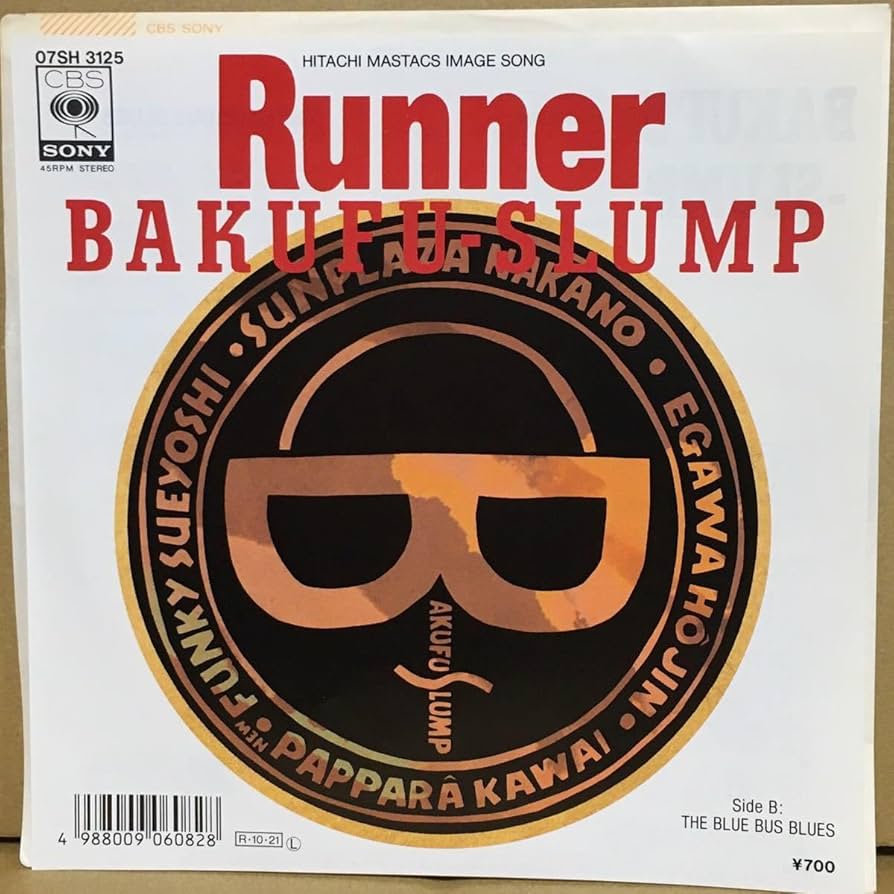 CBS SONY
07SH 3125
CBS
SONY
45RPM STEREO
HITACHI MASTACS IMAGE SONG
Runner
BAKUFU-SLUMP
SUNPLAZA NAKANO
EGAWA HÔJIN
PAPPARÂ KAWAI
NEW FUNKY SUEYOSHI
AKUFU
SLUMP
4 988009 060828
R・10・21 L
Side B:
THE BLUE BUS BLUES
¥700